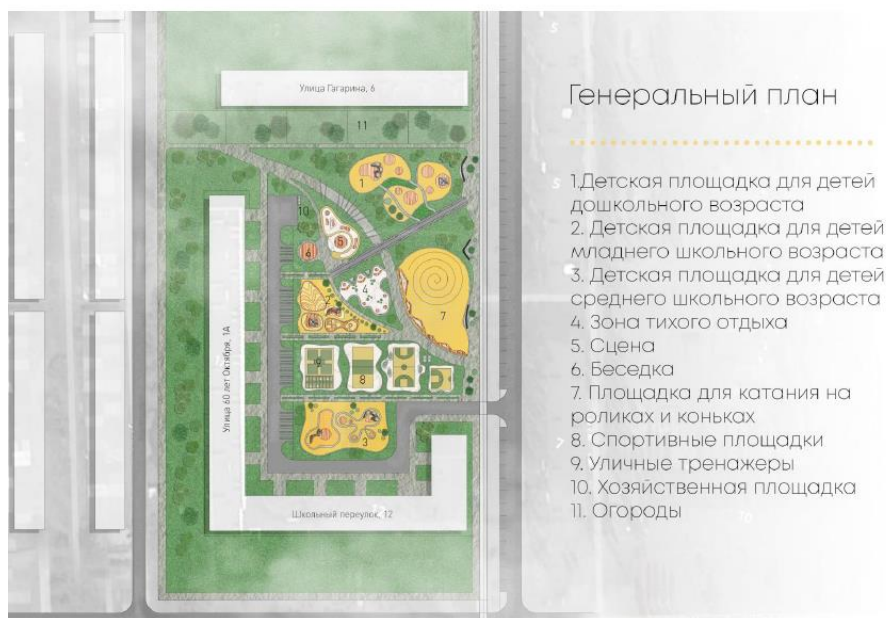 Генеральный план
1.Детская площадка для детей
дошкольного возраста
2. Детская площадка для детей
младнего школьного возраста
3. Детская площадка для детей
среднего школьного возраста
4. Зона тихого отдыха
5. Сцена
6. Беседка
7. Площадка для катания на
роликах и коньках
8. Спортивные площадки
9. Уличные тренажеры
10. Хозяйственная площадка
11. Огороды
Улица Гагарина, 6
11
1
10
5
6
4
2
7
9
8
3
Улица 60 лет Октября, 1А
Школьный переулок, 12